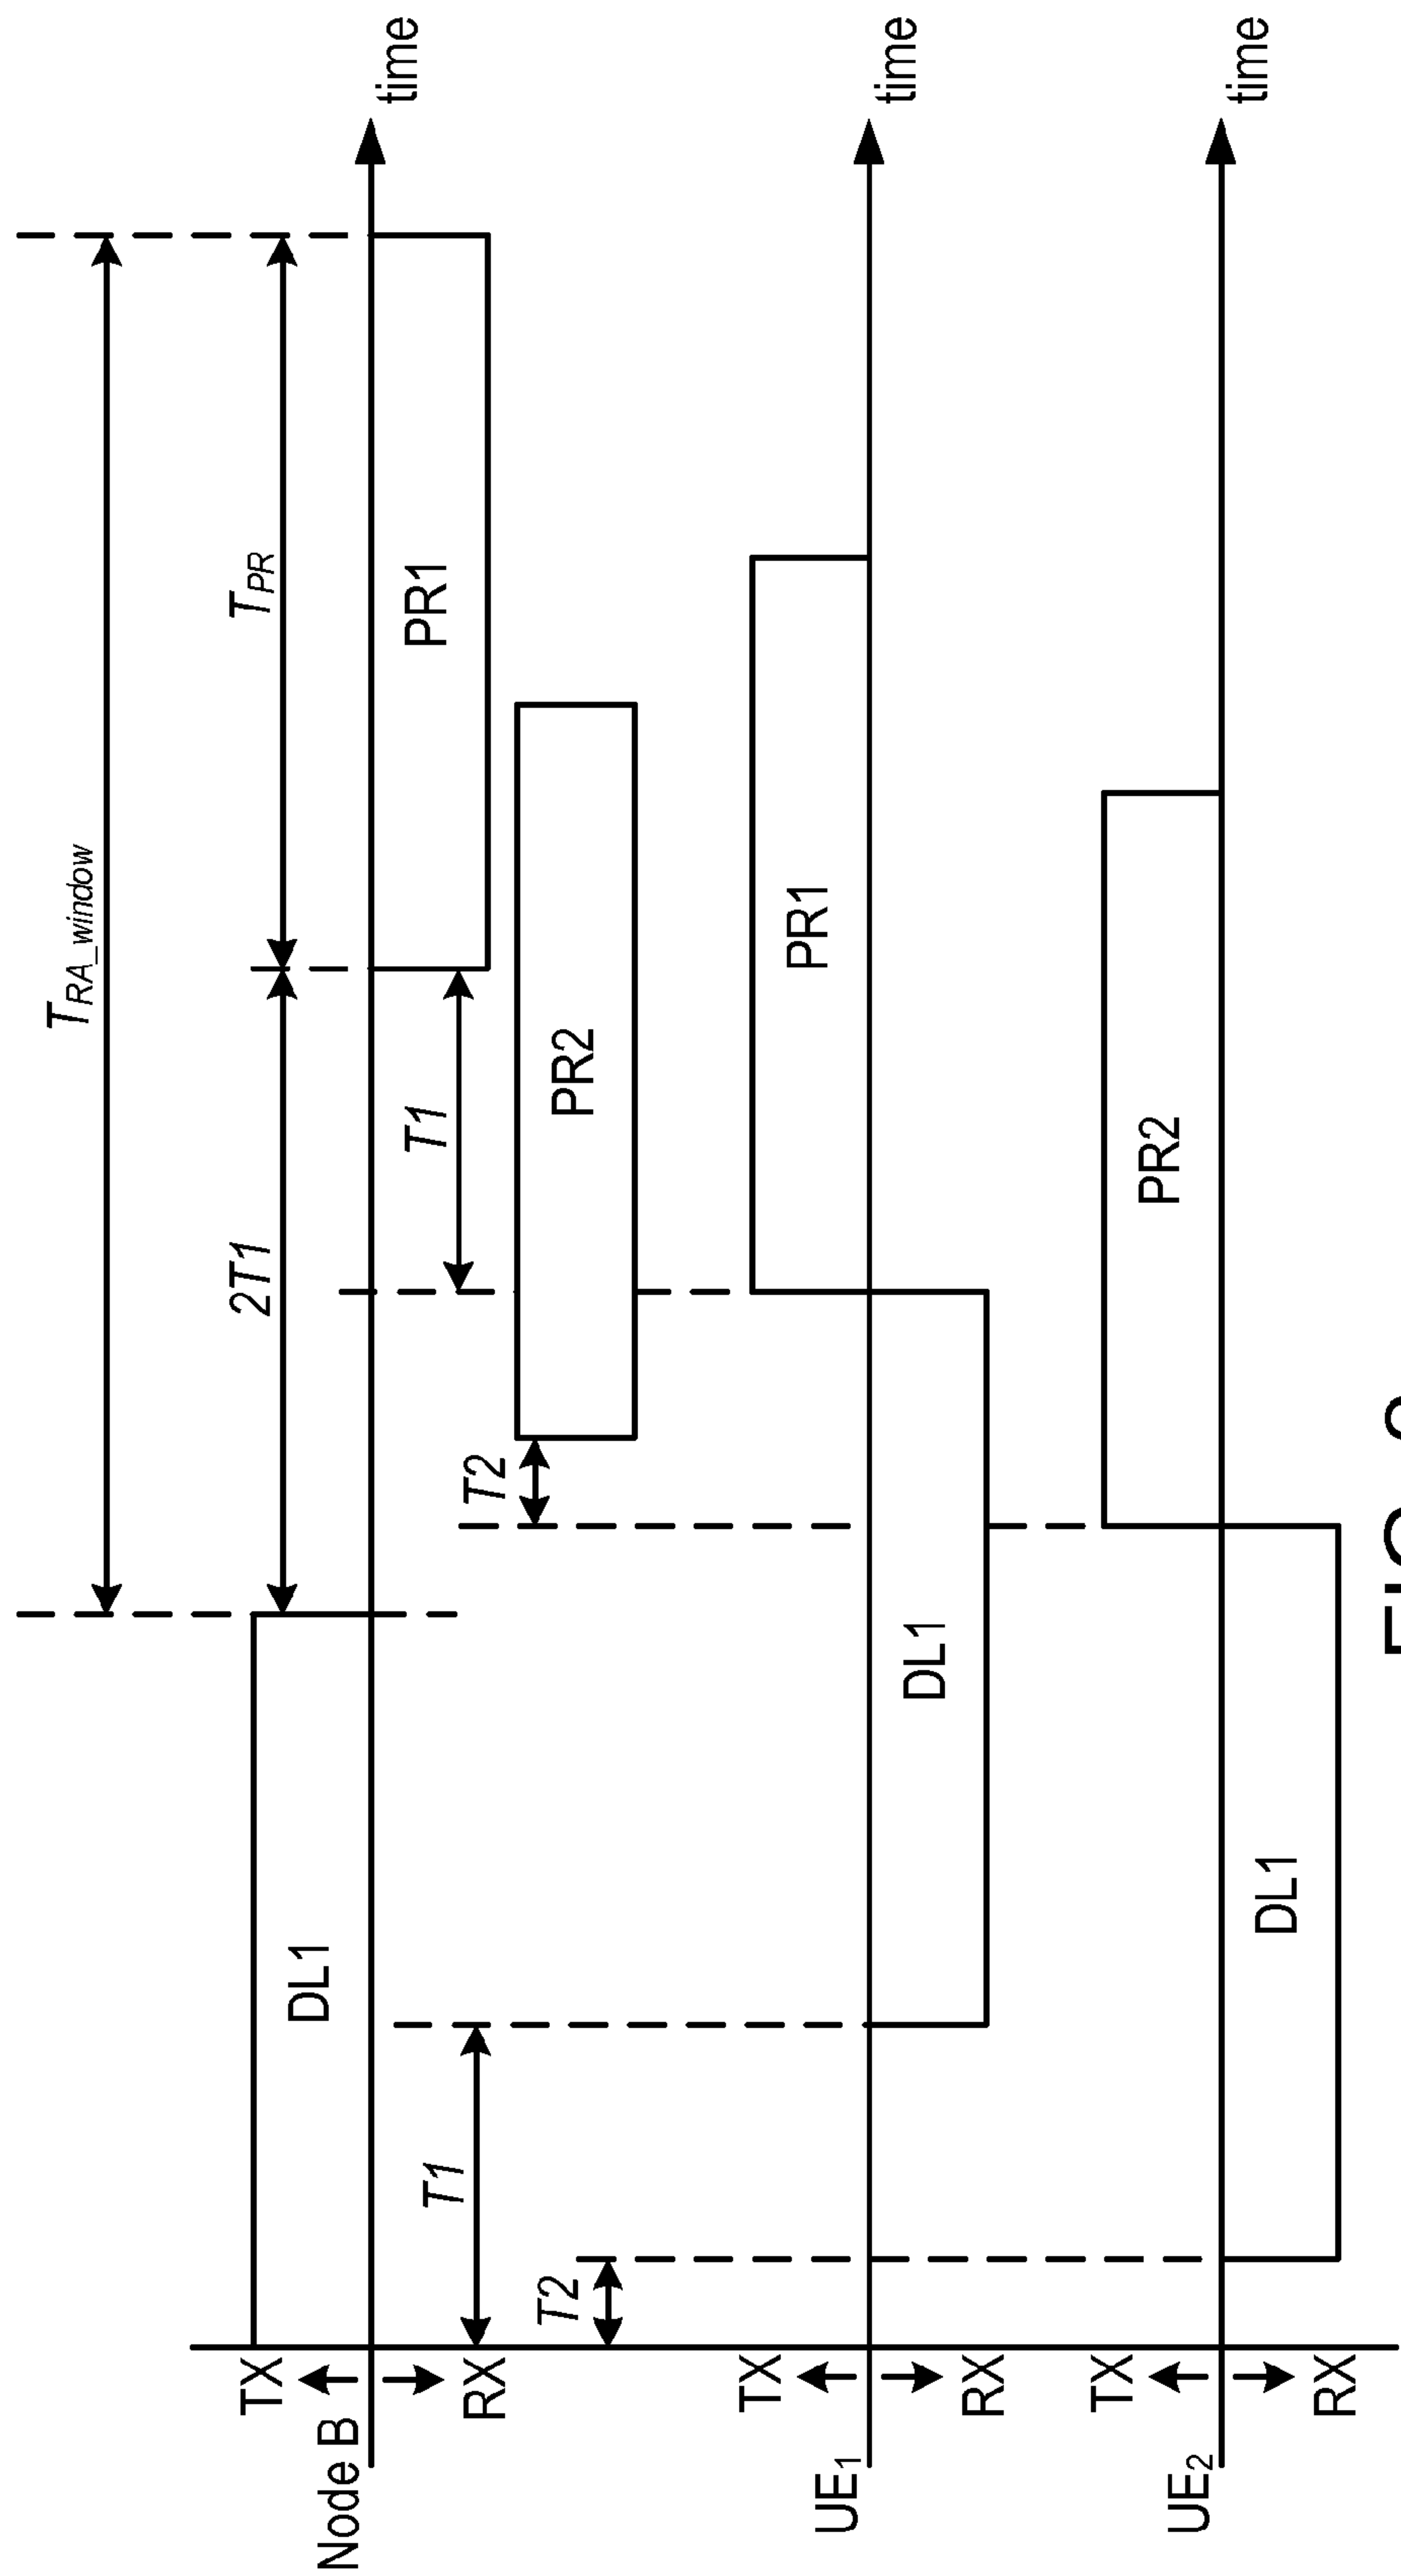 T_RA_window
2T1
T_PR
TX
Node B
RX
DL1
PR1
T1
T1
T2
PR2
T2
TX
UE₁
RX
PR1
DL1
TX
UE₂
RX
PR2
DL1
time
time
time